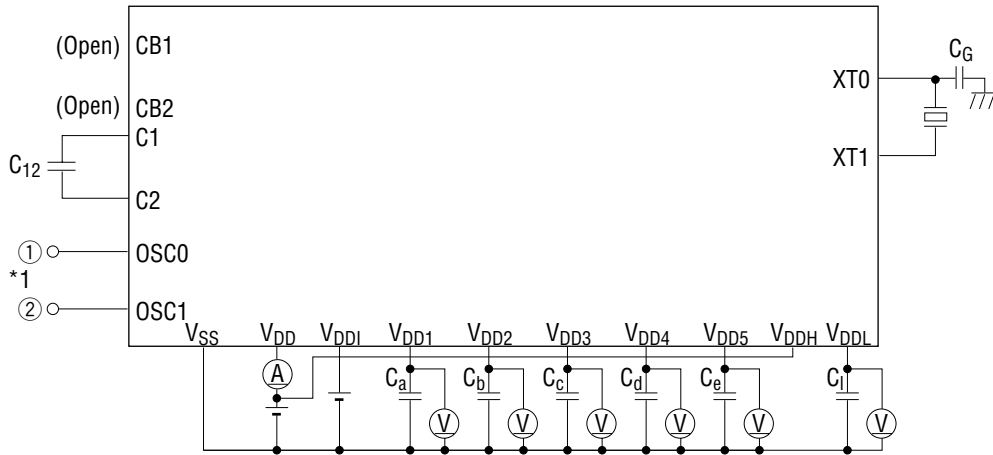 (Open) CB1
(Open) CB2
C1
C12
C2
① OSC0
*1
② OSC1
XT0
CG
XT1
VSS VDD VDDI VDD1 VDD2 VDD3 VDD4 VDD5 VDDH VDDL
A Ca Cb Cc Cd Ce Cl
V V V V V V